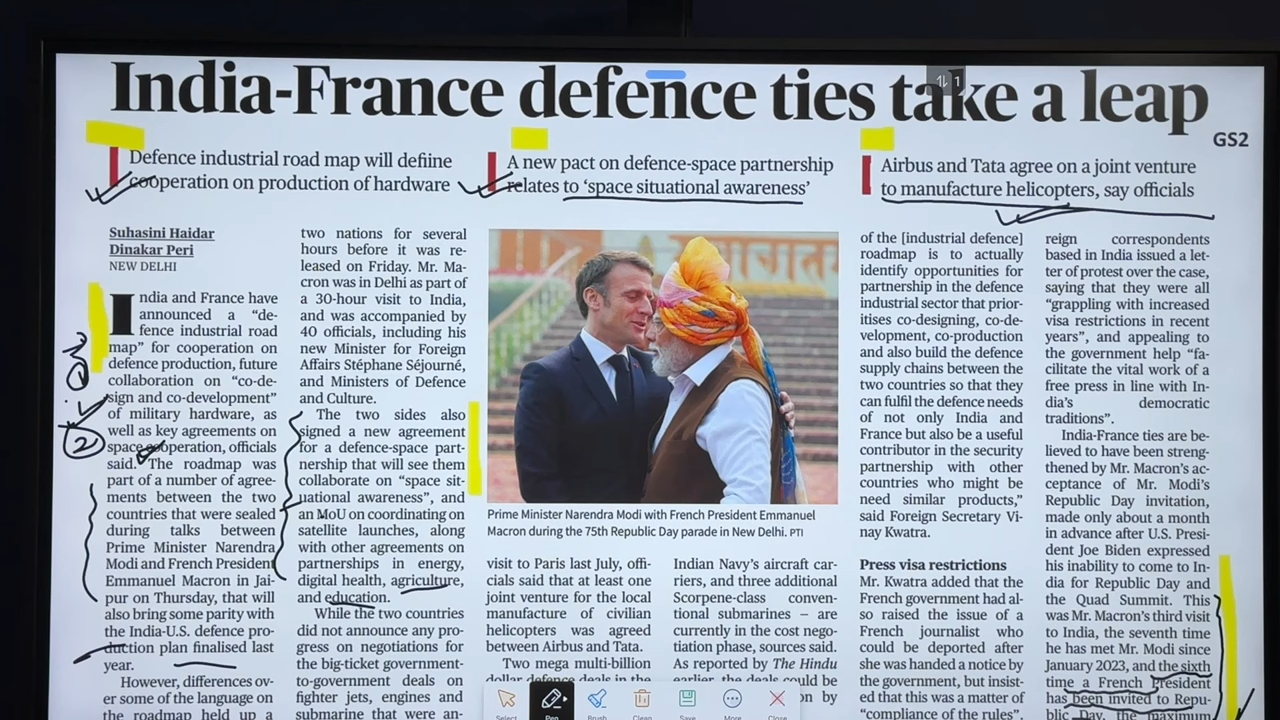 India-France defence ties take a leap
GS2
Defence industrial road map will defiine
cooperation on production of hardware
A new pact on defence-space partnership
relates to ‘space situational awareness’
Airbus and Tata agree on a joint venture
to manufacture helicopters, say officials
Suhasini Haidar
Dinakar Peri
NEW DELHI
India and France have
announced a “de-
fence industrial road
map” for cooperation on
defence production, future
collaboration on “co-de-
sign and co-development”
of military hardware, as
well as key agreements on
space cooperation, officials
said. The roadmap was
part of a number of agree-
ments between the two
countries that were sealed
during talks between
Prime Minister Narendra
Modi and French President
Emmanuel Macron in Jai-
pur on Thursday, that will
also bring some parity with
the India-U.S. defence pro-
duction plan finalised last
year.
However, differences ov-
er some of the language on
the roadmap held up a
two nations for several
hours before it was re-
leased on Friday. Mr. Ma-
cron was in Delhi as part of
a 30-hour visit to India,
and was accompanied by
40 officials, including his
new Minister for Foreign
Affairs Stéphane Séjourné,
and Ministers of Defence
and Culture.
The two sides also
signed a new agreement
for a defence-space part-
nership that will see them
collaborate on “space sit-
uational awareness”, and
an MoU on coordinating on
satellite launches, along
with other agreements on
partnerships in energy,
digital health, agriculture,
and education.
While the two countries
did not announce any pro-
gress on negotiations for
the big-ticket government-
to-government deals on
fighter jets, engines and
submarine that were an-
Prime Minister Narendra Modi with French President Emmanuel
Macron during the 75th Republic Day parade in New Delhi. PTI
visit to Paris last July, offi-
cials said that at least one
joint venture for the local
manufacture of civilian
helicopters was agreed
between Airbus and Tata.
Two mega multi-billion
dollar defence deals in the
Indian Navy’s aircraft car-
riers, and three additional
Scorpene-class conven-
tional submarines – are
currently in the cost nego-
tiation phase, sources said.
As reported by The Hindu
earlier, the deals could be
on by
of the [industrial defence]
roadmap is to actually
identify opportunities for
partnership in the defence
industrial sector that prior-
itises co-designing, co-de-
velopment, co-production
and also build the defence
supply chains between the
two countries so that they
can fulfil the defence needs
of not only India and
France but also be a useful
contributor in the security
partnership with other
countries who might be
need similar products,”
said Foreign Secretary Vi-
nay Kwatra.
Press visa restrictions
Mr. Kwatra added that the
French government had al-
so raised the issue of a
French journalist who
could be deported after
she was handed a notice by
the government, but insist-
ed that this was a matter of
“compliance of the rules”.
reign correspondents
based in India issued a let-
ter of protest over the case,
saying that they were all
“grappling with increased
visa restrictions in recent
years”, and appealing to
the government help “fa-
cilitate the vital work of a
free press in line with In-
dia’s democratic
traditions”.
India-France ties are be-
lieved to have been streng-
thened by Mr. Macron’s ac-
ceptance of Mr. Modi’s
Republic Day invitation,
made only about a month
in advance after U.S. Presi-
dent Joe Biden expressed
his inability to come to In-
dia for Republic Day and
the Quad Summit. This
was Mr. Macron’s third visit
to India, the seventh time
he has met Mr. Modi since
January 2023, and the sixth
time a French President
has been invited to Repu-
blic Day, the maximum
Select Pen Brush Clean Save More Close